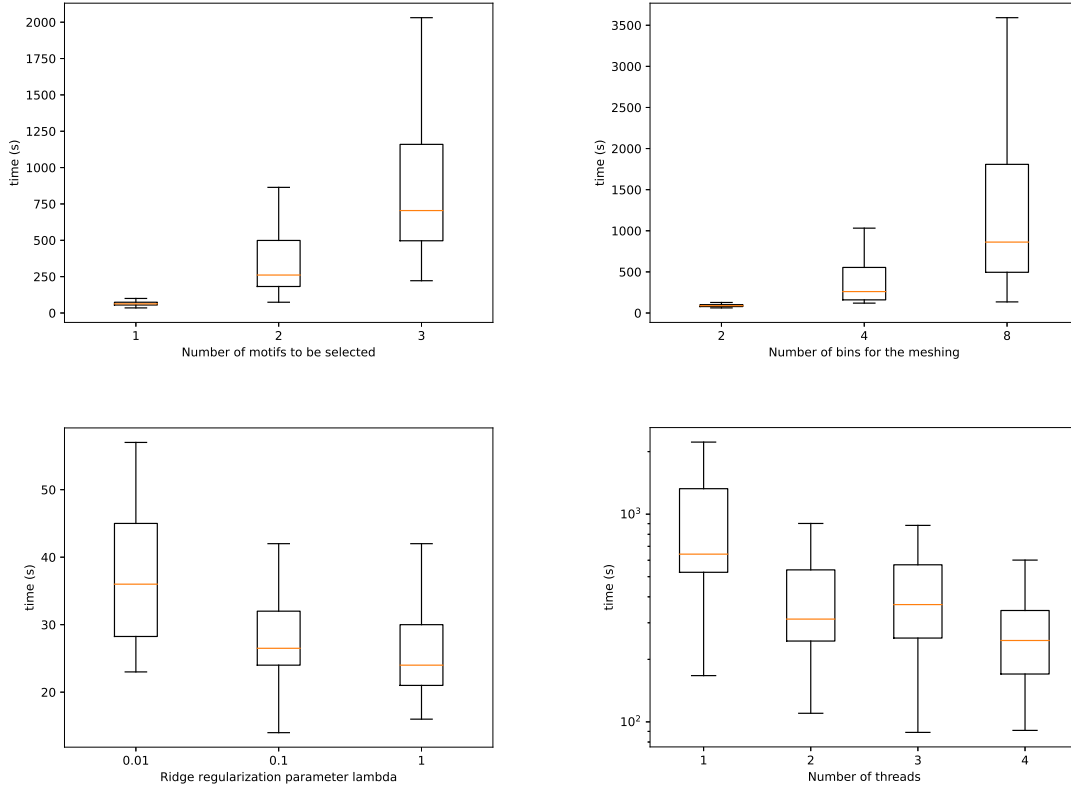 2000
1750
1500
1250
1000
750
500
250
0
time (s)
1 2 3
Number of motifs to be selected
3500
3000
2500
2000
1500
1000
500
0
time (s)
2 4 8
Number of bins for the meshing
50
40
30
20
time (s)
0.01 0.1 1
Ridge regularization parameter lambda
10³
10²
time (s)
1 2 3 4
Number of threads